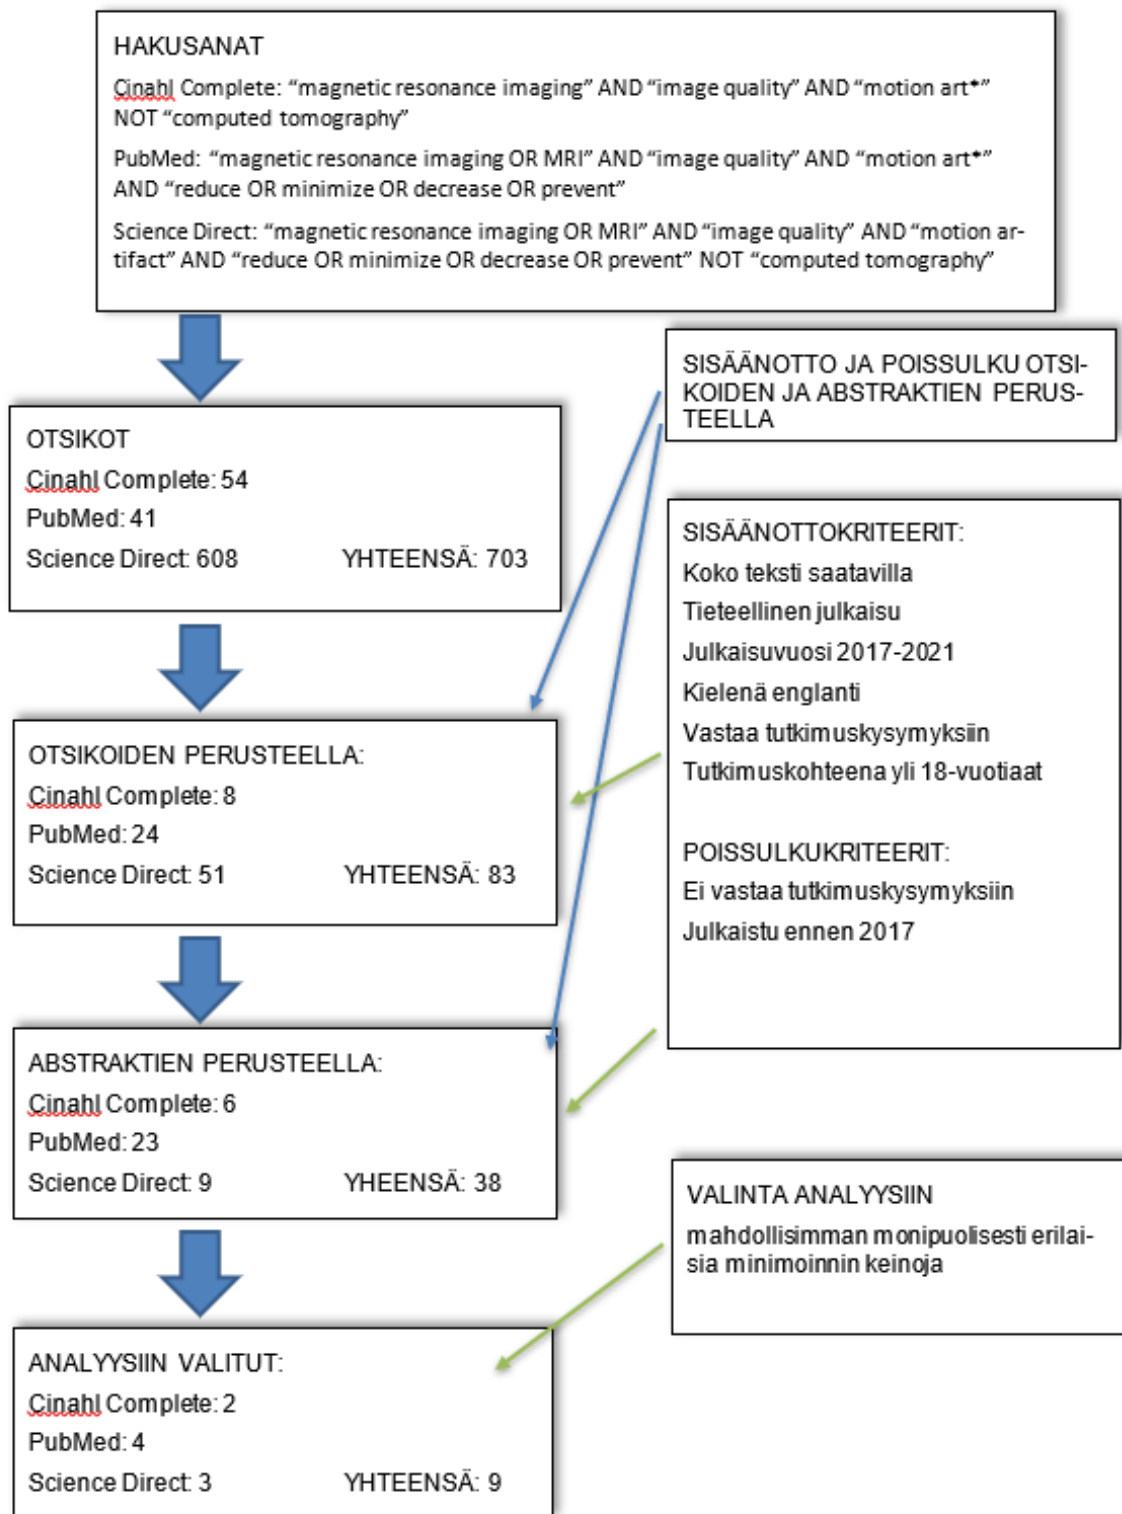 HAKUSANAT
Cinahl Complete: “magnetic resonance imaging” AND “image quality” AND “motion art*”
NOT “computed tomography”
PubMed: “magnetic resonance imaging OR MRI” AND “image quality” AND “motion art*”
AND “reduce OR minimize OR decrease OR prevent”
Science Direct: “magnetic resonance imaging OR MRI” AND “image quality” AND “motion ar-
tifact” AND “reduce OR minimize OR decrease OR prevent” NOT “computed tomography”
SISÄÄNOTTO JA POISSULKU OTSI-
KOIDEN JA ABSTRAKTIEN PERUS-
TEELLA
OTSIKOT
Cinahl Complete: 54
PubMed: 41
Science Direct: 608 YHTEENSÄ: 703
SISÄÄNOTTOKRITEERIT:
Koko teksti saatavilla
Tieteellinen julkaisu
Julkaisuvuosi 2017-2021
Kielenä englanti
Vastaa tutkimuskysymyksiin
Tutkimuskohteena yli 18-vuotiaat
POISSULKUKRITEERIT:
Ei vastaa tutkimuskysymyksiin
Julkaistu ennen 2017
OTSIKOIDEN PERUSTEELLA:
Cinahl Complete: 8
PubMed: 24
Science Direct: 51 YHTEENSÄ: 83
ABSTRAKTIEN PERUSTEELLA:
Cinahl Complete: 6
PubMed: 23
Science Direct: 9 YHEENSÄ: 38
VALINTA ANALYYSIIN
mahdollisimman monipuolisesti erilai-
sia minimoinnin keinoja
ANALYYSIIN VALITUT:
Cinahl Complete: 2
PubMed: 4
Science Direct: 3 YHTEENSÄ: 9